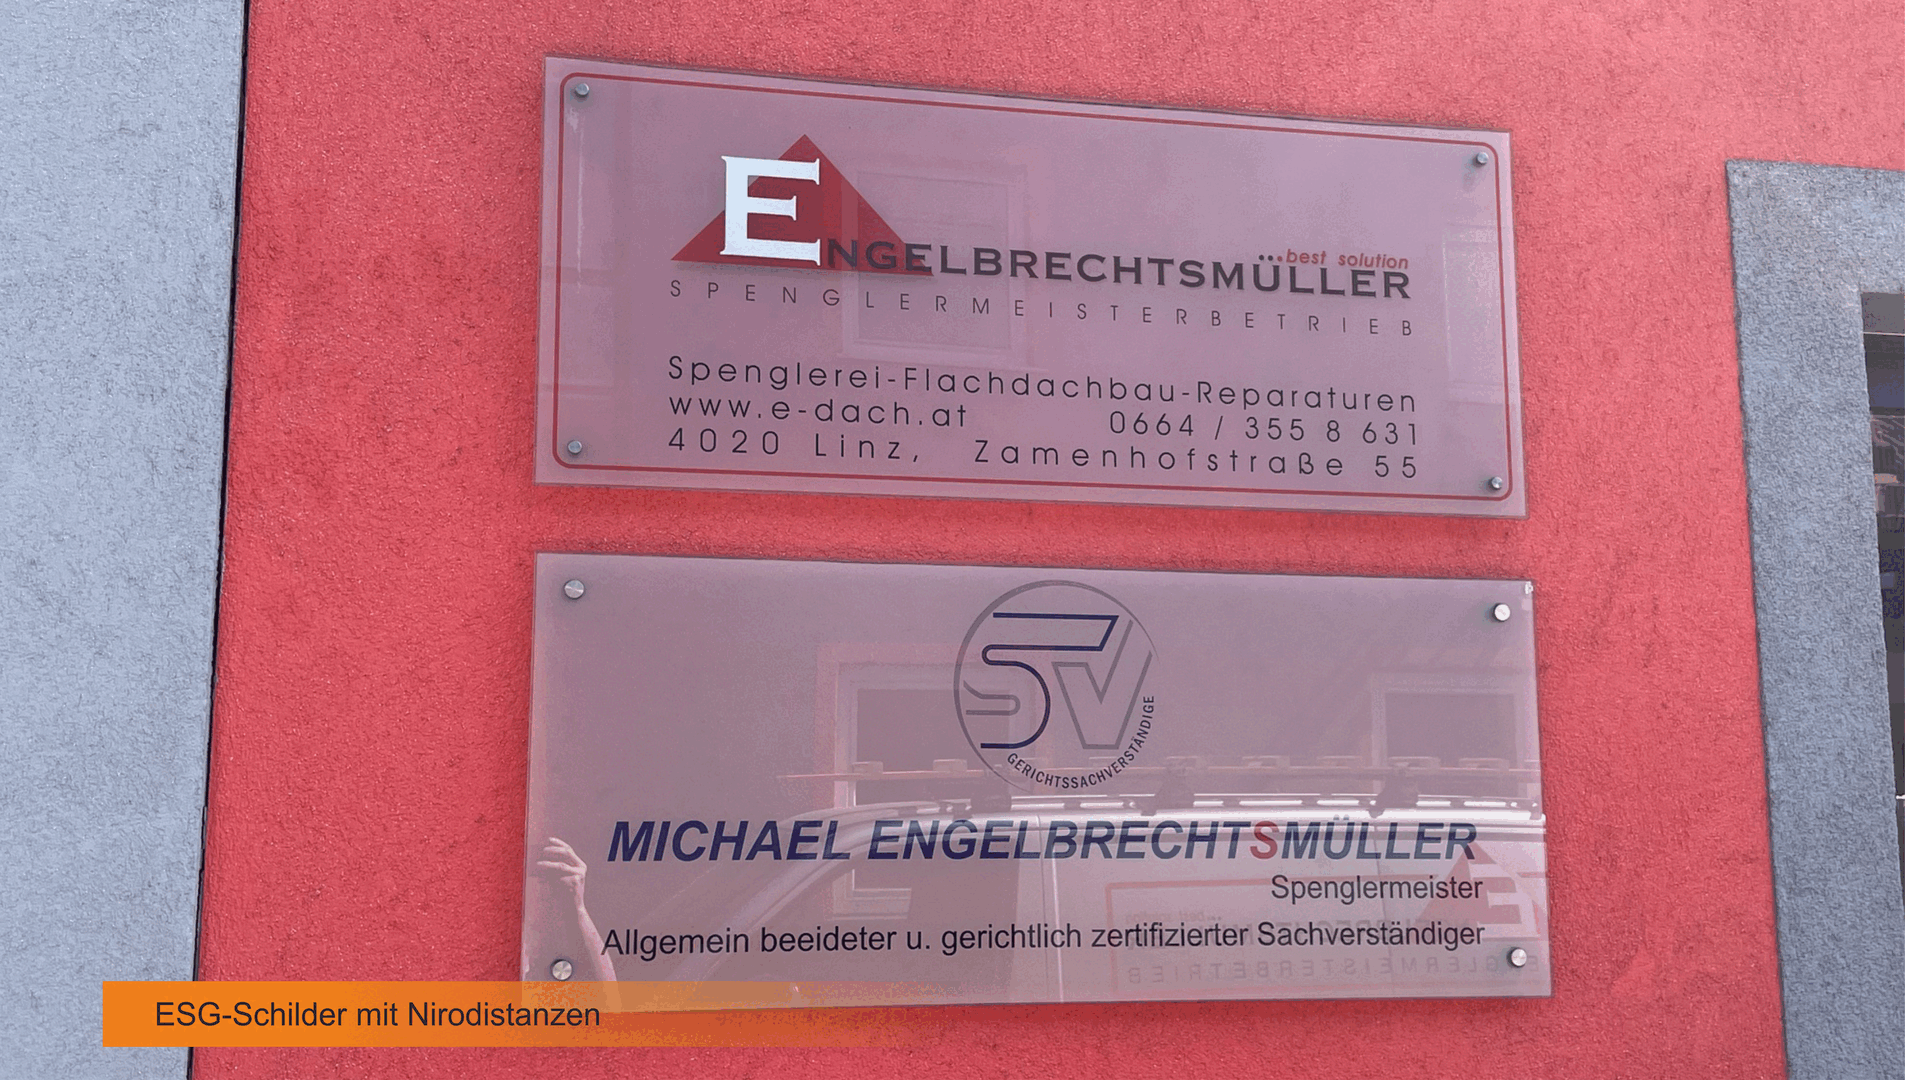 ENGELBRECHTSMÜLLER
...best solution
SPENGLERMEISTERBETRIEB
Spenglerei-Flachdachbau-Reparaturen
www.e-dach.at 0664 / 355 8 631
4020 Linz, Zamenhofstraße 55
SV
GERICHTSSACHVERSTÄNDIGE
MICHAEL ENGELBRECHTSMÜLLER
Spenglermeister
Allgemein beeideter u. gerichtlich zertifizierter Sachverständiger
ESG-Schilder mit Nirodistanzen